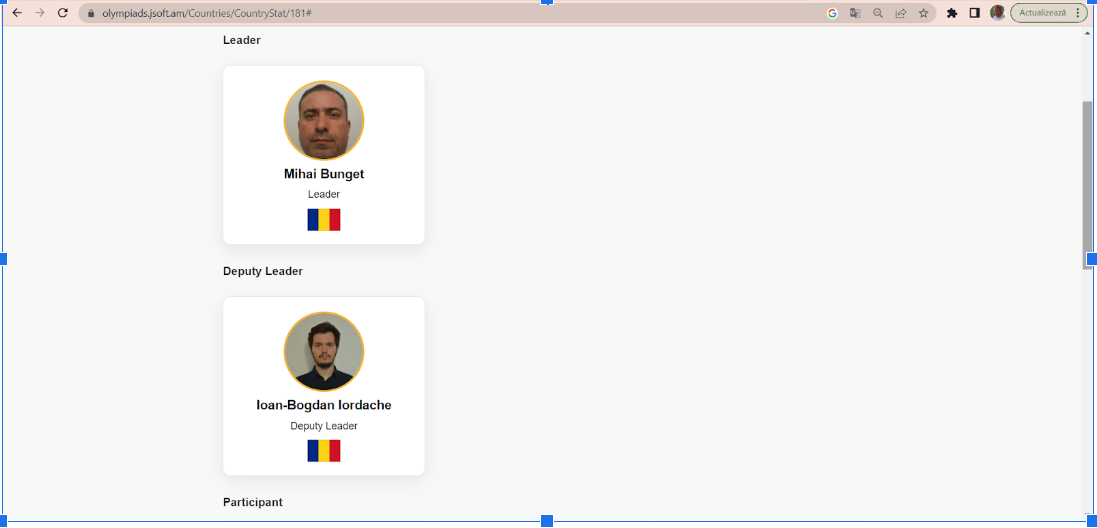 olympiads.jsoft.am/Countries/CountryStat/181#
Actualizează
Leader
Mihai Bunget
Leader
Deputy Leader
Ioan-Bogdan Iordache
Deputy Leader
Participant